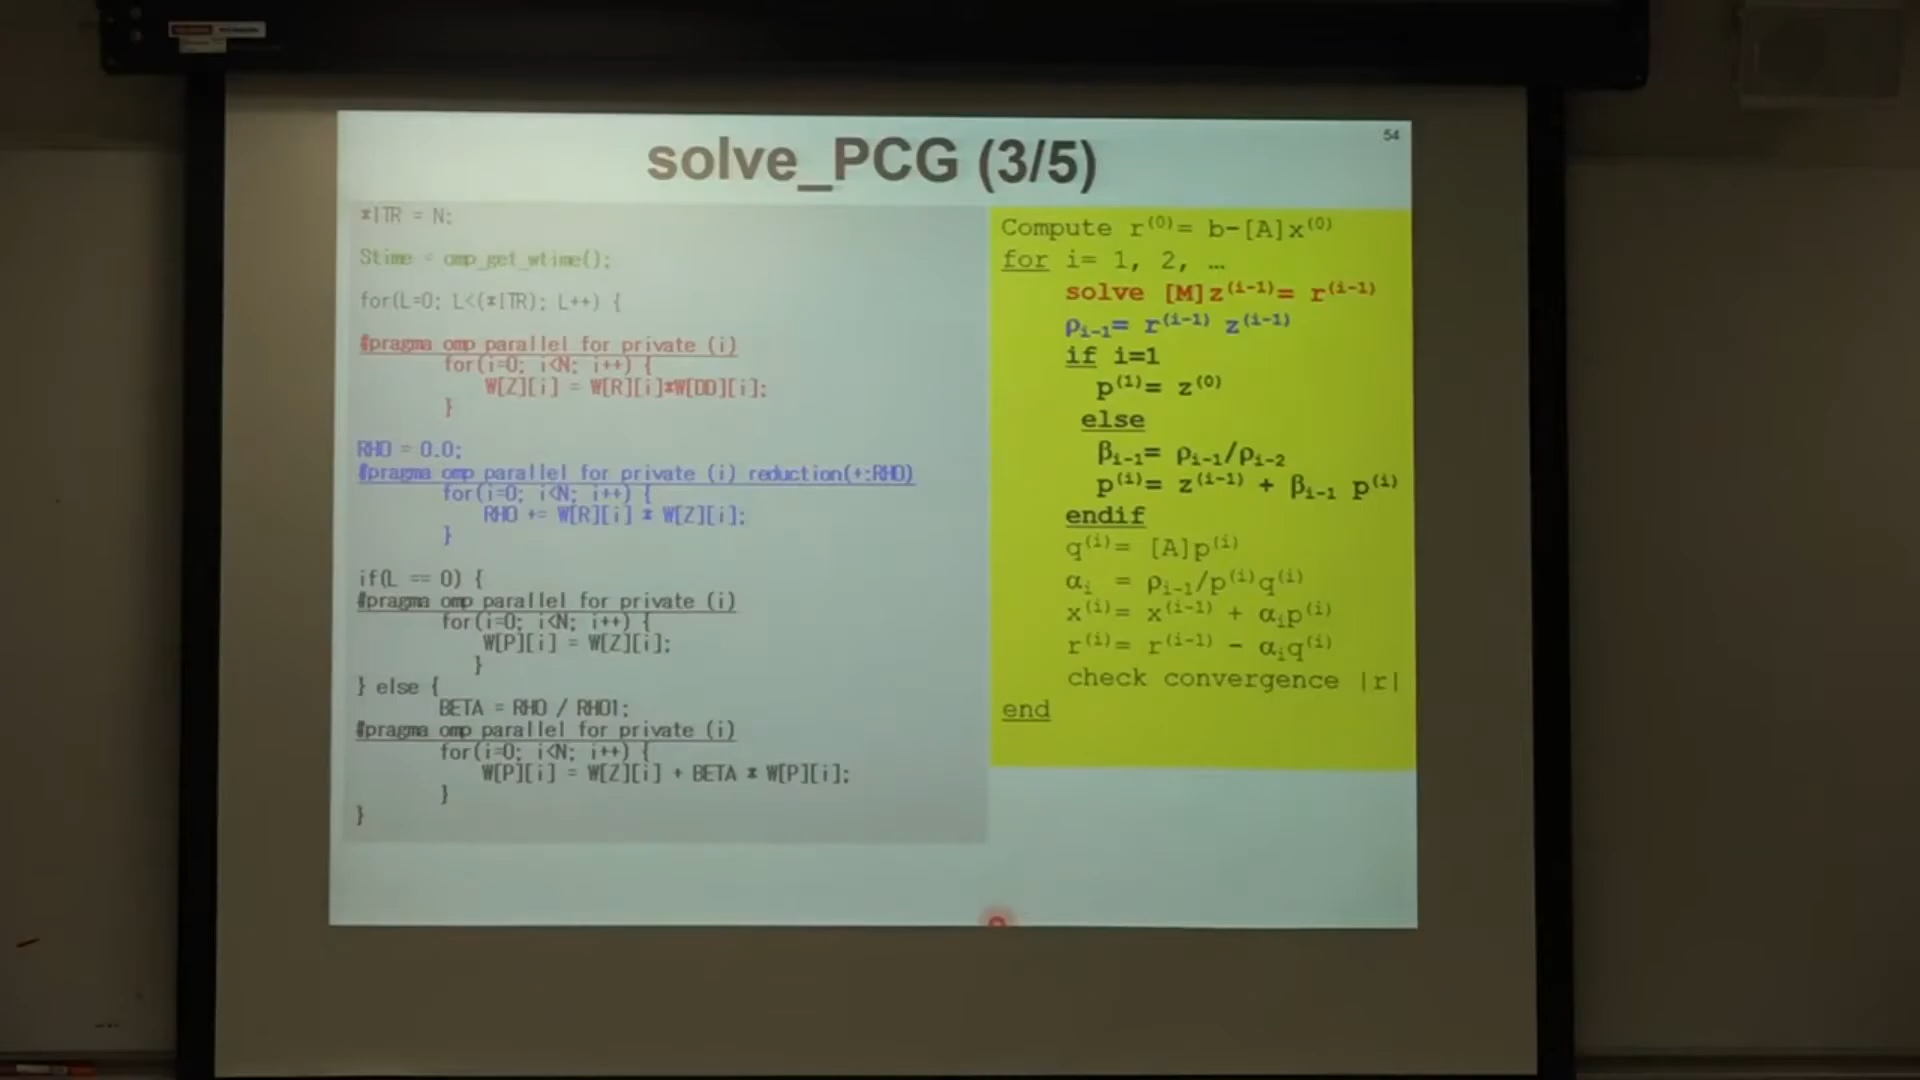 54
solve_PCG (3/5)
*ITR = N;
Stime = omp_get_wtime();
for(L=0; L<(*ITR); L++) {
#pragma omp parallel for private (i)
for(i=0; i<N; i++) {
W[Z][i] = W[R][i]*W[DD][i];
}
RHO = 0.0;
#pragma omp parallel for private (i) reduction(+:RHO)
for(i=0; i<N; i++) {
RHO += W[R][i] * W[Z][i];
}
if(L == 0) {
#pragma omp parallel for private (i)
for(i=0; i<N; i++) {
W[P][i] = W[Z][i];
}
} else {
BETA = RHO / RHO1;
#pragma omp parallel for private (i)
for(i=0; i<N; i++) {
W[P][i] = W[Z][i] + BETA * W[P][i];
}
}
Compute r⁽⁰⁾= b-[A]x⁽⁰⁾
for i= 1, 2, …
solve [M]z⁽ⁱ⁻¹⁾= r⁽ⁱ⁻¹⁾
ρᵢ₋₁= r⁽ⁱ⁻¹⁾ z⁽ⁱ⁻¹⁾
if i=1
p⁽¹⁾= z⁽⁰⁾
else
βᵢ₋₁= ρᵢ₋₁/ρᵢ₋₂
p⁽ⁱ⁾= z⁽ⁱ⁻¹⁾ + βᵢ₋₁ p⁽ⁱ⁾
endif
q⁽ⁱ⁾= [A]p⁽ⁱ⁾
αᵢ = ρᵢ₋₁/p⁽ⁱ⁾q⁽ⁱ⁾
x⁽ⁱ⁾= x⁽ⁱ⁻¹⁾ + αᵢp⁽ⁱ⁾
r⁽ⁱ⁾= r⁽ⁱ⁻¹⁾ - αᵢq⁽ⁱ⁾
check convergence |r|
end